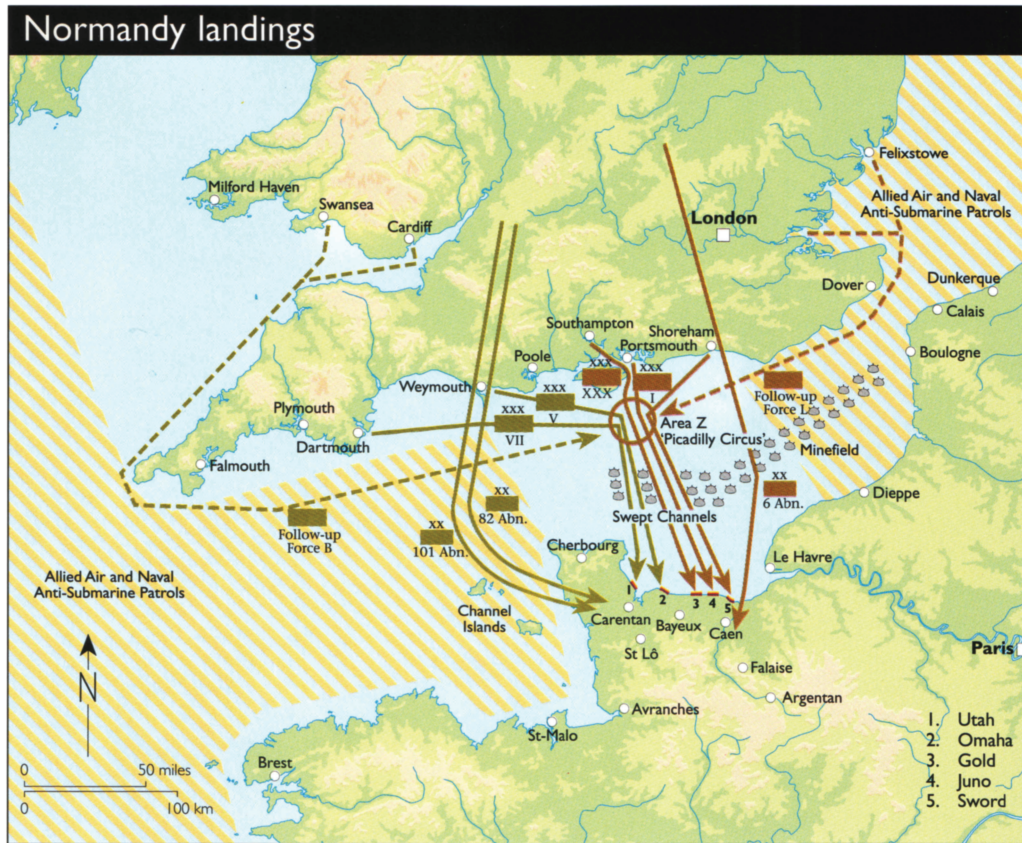 Normandy landings
Felixstowe
Allied Air and Naval
Anti-Submarine Patrols
Milford Haven
Swansea
Cardiff
London
Dover
Dunkerque
Calais
Southampton
Shoreham
Portsmouth
Boulogne
Poole
xxx
XXX
xxx
I
Follow-up
Force L
Weymouth
xxx
V
Area Z
'Picadilly Circus'
Plymouth
xxx
VII
Dartmouth
Minefield
Falmouth
xx
6 Abn.
Dieppe
xx
82 Abn.
Swept Channels
Follow-up
Force B
xx
101 Abn.
Cherbourg
Le Havre
Allied Air and Naval
Anti-Submarine Patrols
1
2
3
4
5
Channel
Islands
Carentan
Bayeux
Caen
St Lô
Paris
N
Falaise
Argentan
Avranches
St-Malo
Brest
0 50 miles
0 100 km
1. Utah
2. Omaha
3. Gold
4. Juno
5. Sword